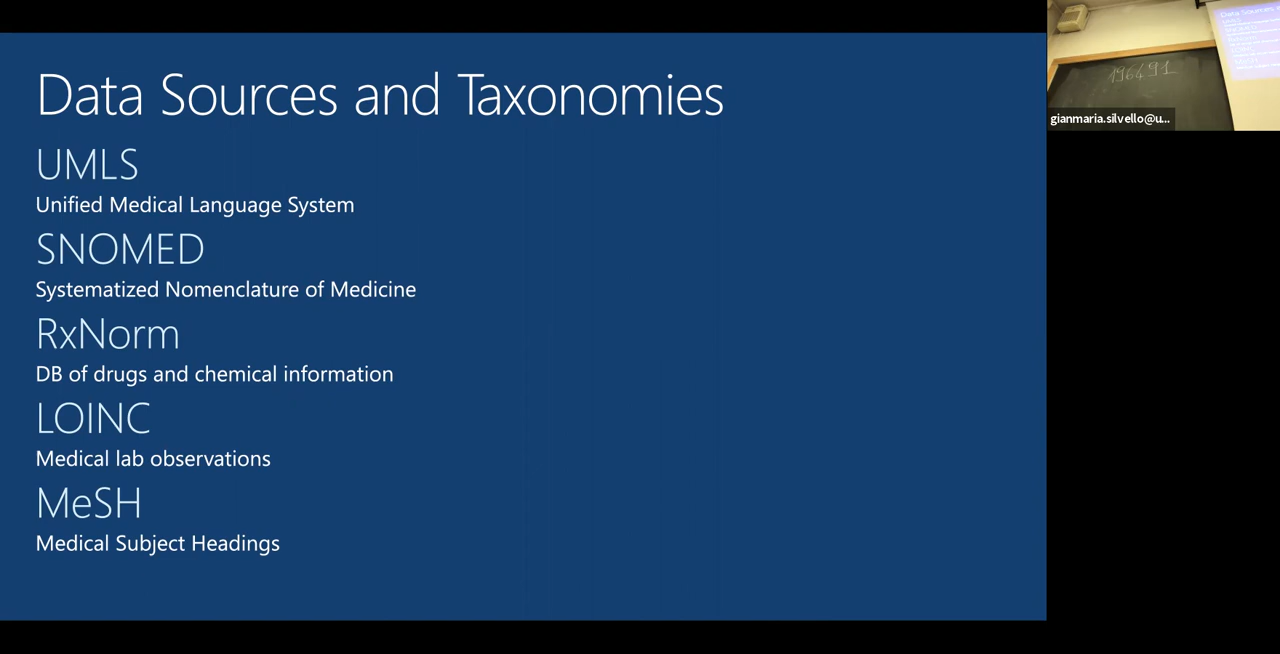 Data Sources and Taxonomies
UMLS
Unified Medical Language System
SNOMED
Systematized Nomenclature of Medicine
RxNorm
DB of drugs and chemical information
LOINC
Medical lab observations
MeSH
Medical Subject Headings
196491
gianmaria.silvello@u...